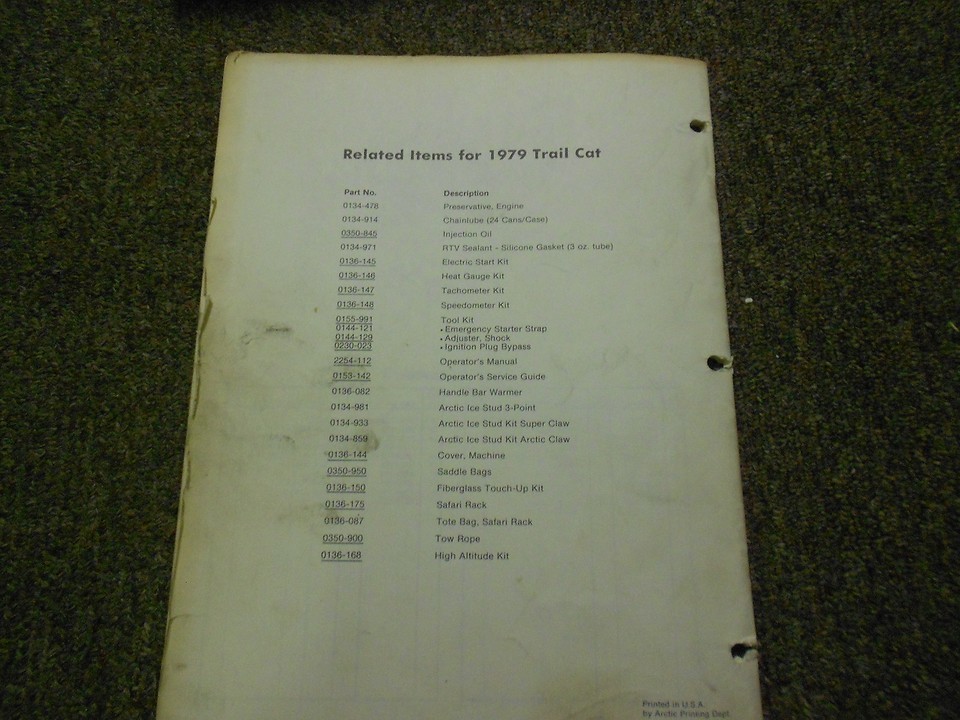 Related Items for 1979 Trail Cat
Part No. Description
0134-478 Preservative, Engine
0134-914 Chainlube (24 Cans/Case)
0350-845 Injection Oil
0134-971 RTV Sealant - Silicone Gasket (3 oz. tube)
0136-145 Electric Start Kit
0136-146 Heat Gauge Kit
0136-147 Tachometer Kit
0136-148 Speedometer Kit
0155-991 Tool Kit
0144-121 • Emergency Starter Strap
0144-129 • Adjuster, Shock
0230-023 • Ignition Plug Bypass
2254-112 Operator's Manual
0153-142 Operator's Service Guide
0136-082 Handle Bar Warmer
0134-981 Arctic Ice Stud 3-Point
0134-933 Arctic Ice Stud Kit Super Claw
0134-859 Arctic Ice Stud Kit Arctic Claw
0136-144 Cover, Machine
0350-950 Saddle Bags
0136-150 Fiberglass Touch-Up Kit
0136-175 Safari Rack
0136-087 Tote Bag, Safari Rack
0350-900 Tow Rope
0136-168 High Altitude Kit
Printed in U.S.A.
by Arctic Printing Dept.